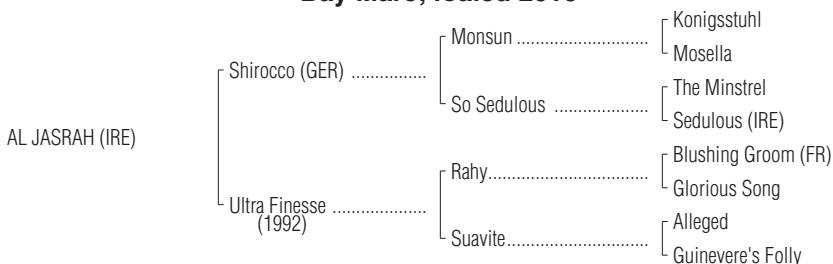 Bay Mare; foaled
Konigsstuhl
Monsun ............................
Mosella
Shirocco (GER) ................
The Minstrel
So Sedulous ....................
Sedulous (IRE)
AL JASRAH (IRE)
Blushing Groom (FR)
Rahy..................................
Glorious Song
Ultra Finesse ....................
(1992)
Alleged
Suavite..............................
Guinevere's Folly